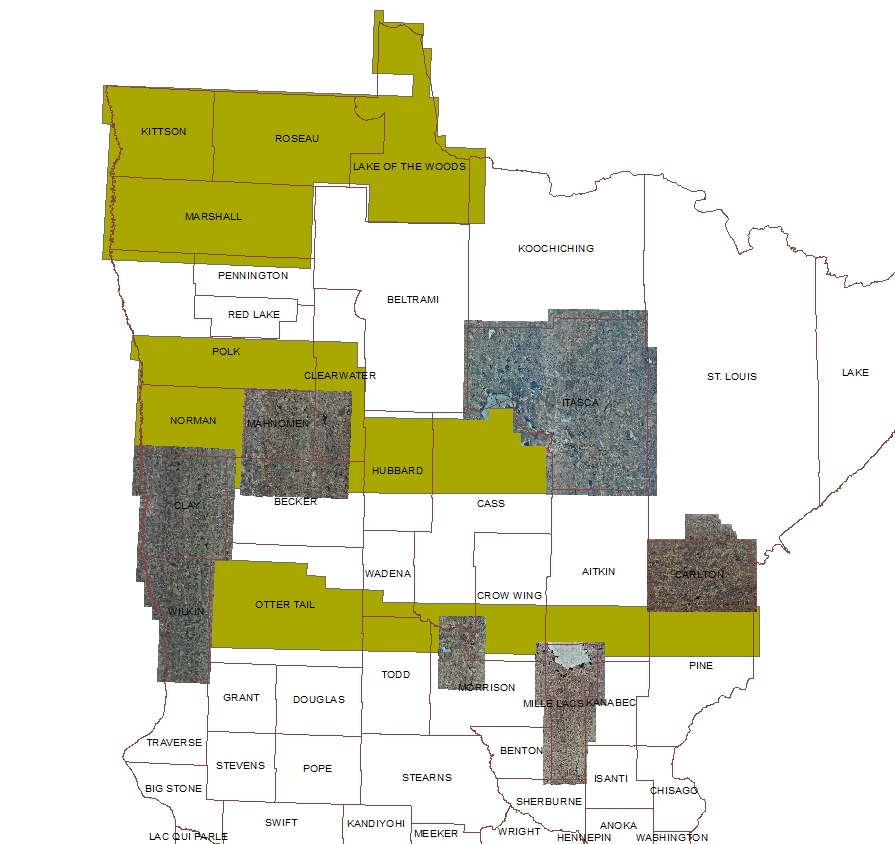 KITTSON
ROSEAU
LAKE OF THE WOODS
MARSHALL
KOOCHICHING
PENNINGTON
BELTRAMI
RED LAKE
POLK
CLEARWATER
ST. LOUIS
LAKE
ITASCA
NORMAN
MAHNOMEN
HUBBARD
CLAY
BECKER
CASS
WADENA
AITKIN
CARLTON
CROW WING
OTTER TAIL
WILKIN
PINE
TODD
MORRISON
GRANT
DOUGLAS
MILLE LACS
KANABEC
TRAVERSE
BENTON
STEVENS
POPE
STEARNS
ISANTI
BIG STONE
CHISAGO
SHERBURNE
SWIFT
KANDIYOHI
ANOKA
LAC QUI PARLE
MEEKER
WRIGHT
HENNEPIN
WASHINGTON